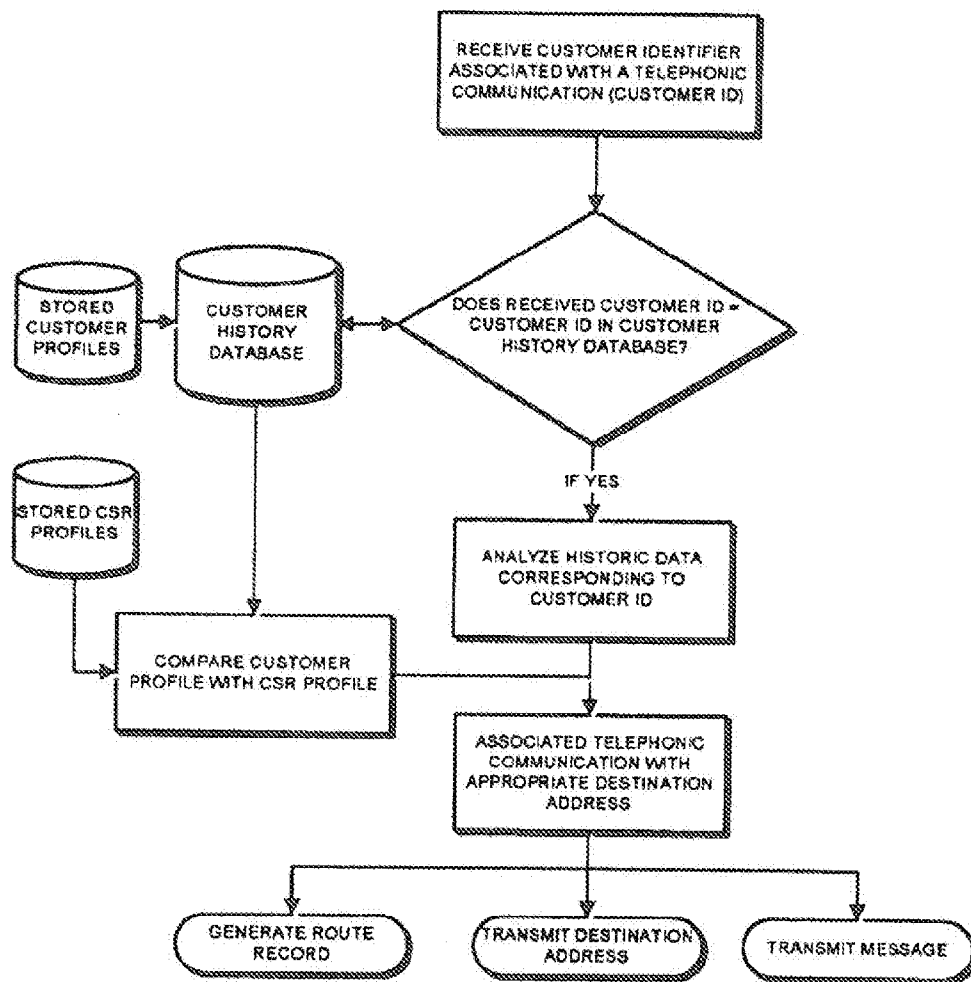 RECEIVE CUSTOMER IDENTIFIER
ASSOCIATED WITH A TELEPHONIC
COMMUNICATION (CUSTOMER ID)
STORED
CUSTOMER
PROFILES
CUSTOMER
HISTORY
DATABASE
DOES RECEIVED CUSTOMER ID =
CUSTOMER ID IN CUSTOMER
HISTORY DATABASE?
IF YES
STORED CSR
PROFILES
ANALYZE HISTORIC DATA
CORRESPONDING TO
CUSTOMER ID
COMPARE CUSTOMER
PROFILE WITH CSR PROFILE
ASSOCIATED TELEPHONIC
COMMUNICATION WITH
APPROPRIATE DESTINATION
ADDRESS
GENERATE ROUTE
RECORD
TRANSMIT DESTINATION
ADDRESS
TRANSMIT MESSAGE